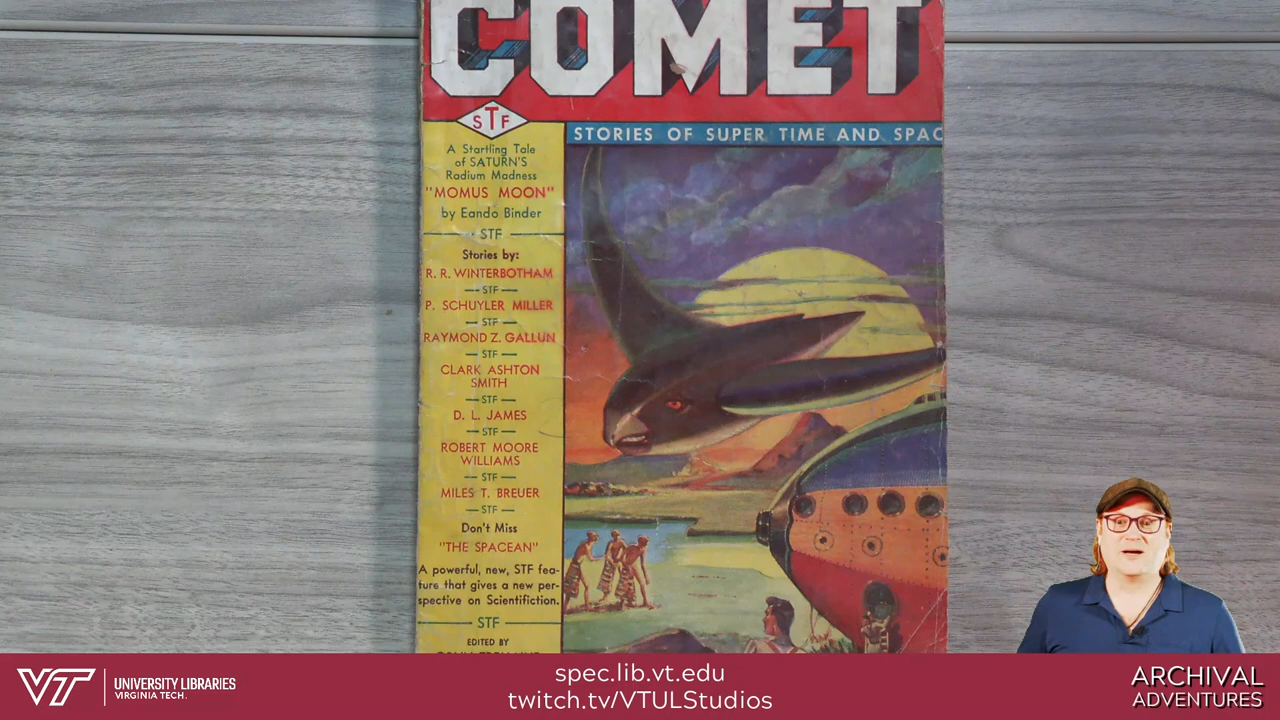 COMET
STF
STORIES OF SUPER TIME AND SPAC
A Startling Tale
of SATURN'S
Radium Madness
"MOMUS MOON"
by Eando Binder
STF
Stories by:
R. R. WINTERBOTHAM
STF
P. SCHUYLER MILLER
STF
RAYMOND Z. GALLUN
STF
CLARK ASHTON
SMITH
STF
D. L. JAMES
STF
ROBERT MOORE
WILLIAMS
STF
MILES T. BREUER
STF
Don't Miss
"THE SPACEAN"
A powerful, new, STF fea-
ture that gives a new per-
spective on Scientifiction.
STF
EDITED BY
VT
UNIVERSITY LIBRARIES
VIRGINIA TECH.
spec.lib.vt.edu
twitch.tv/VTULStudios
ARCHIVAL
ADVENTURES